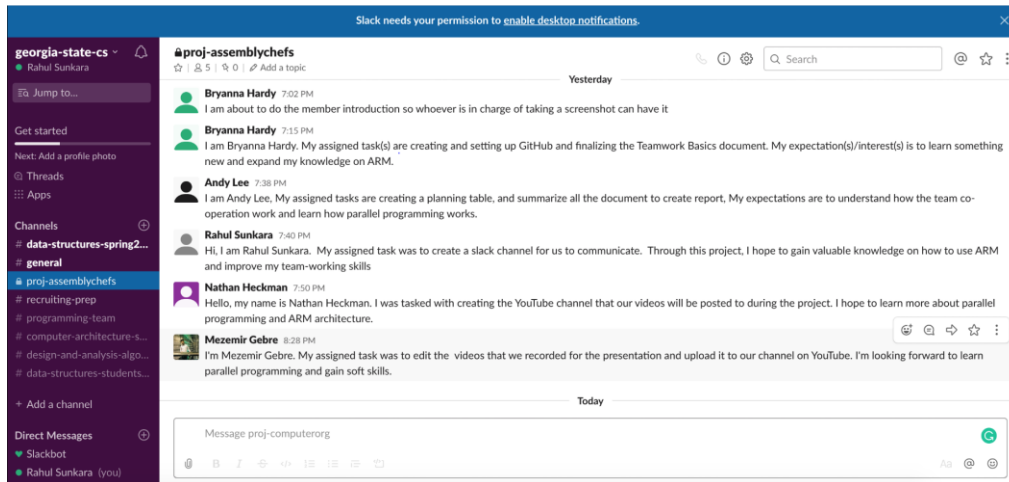 Slack needs your permission to enable desktop notifications.
georgia-state-cs
Rahul Sunkara
Jump to...
Get started
Next: Add a profile photo
Threads
Apps
Channels
# data-structures-spring2...
# general
proj-assemblychefs
# recruiting-prep
# programming-team
# computer-architecture-s...
# design-and-analysis-algo...
# data-structures-students...
+ Add a channel
Direct Messages
Slackbot
Rahul Sunkara (you)
proj-assemblychefs
5 | 0 | Add a topic
Search
Yesterday
Bryanna Hardy 7:02 PM
I am about to do the member introduction so whoever is in charge of taking a screenshot can have it
Bryanna Hardy 7:15 PM
I am Bryanna Hardy. My assigned task(s) are creating and setting up GitHub and finalizing the Teamwork Basics document. My expectation(s)/interest(s) is to learn something
new and expand my knowledge on ARM.
Andy Lee 7:38 PM
I am Andy Lee, My assigned tasks are creating a planning table, and summarize all the document to create report, My expectations are to understand how the team co-
operation work and learn how parallel programming works.
Rahul Sunkara 7:40 PM
Hi, I am Rahul Sunkara. My assigned task was to create a slack channel for us to communicate. Through this project, I hope to gain valuable knowledge on how to use ARM
and improve my team-working skills
Nathan Heckman 7:50 PM
Hello, my name is Nathan Heckman. I was tasked with creating the YouTube channel that our videos will be posted to during the project. I hope to learn more about parallel
programming and ARM architecture.
Mezemir Gebre 8:28 PM
I'm Mezemir Gebre. My assigned task was to edit the videos that we recorded for the presentation and upload it to our channel on YouTube. I'm looking forward to learn
parallel programming and gain soft skills.
Today
Message proj-computerorg
B I S </> Aa @